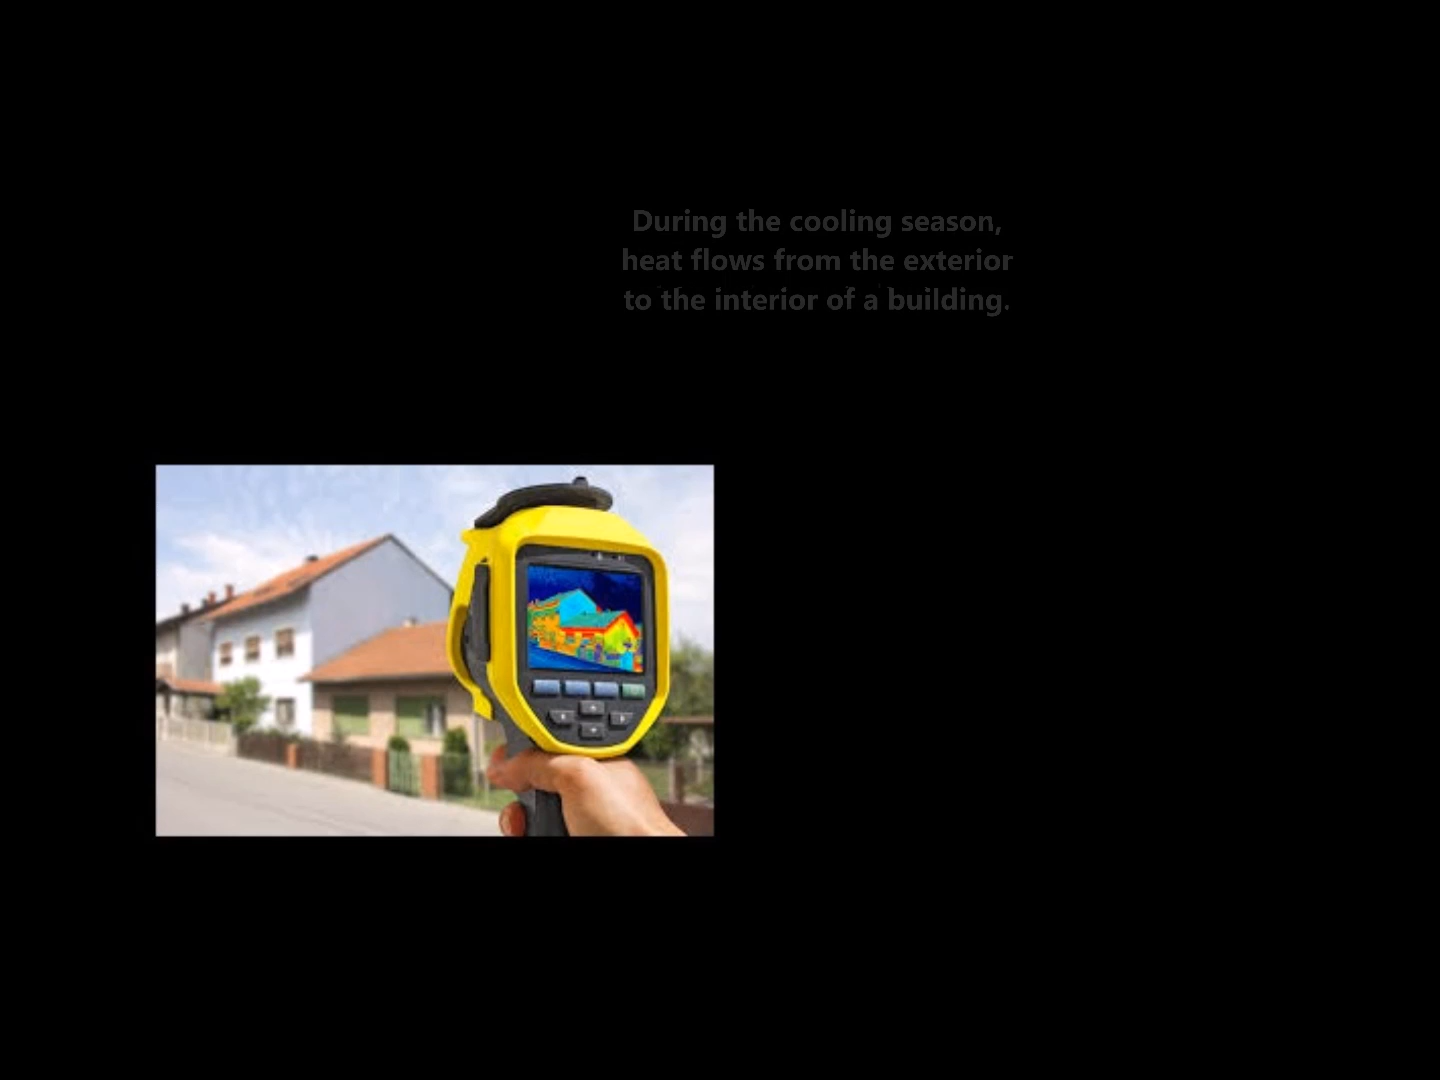 During the cooling season,
heat flows from the exterior
to the interior of a building.